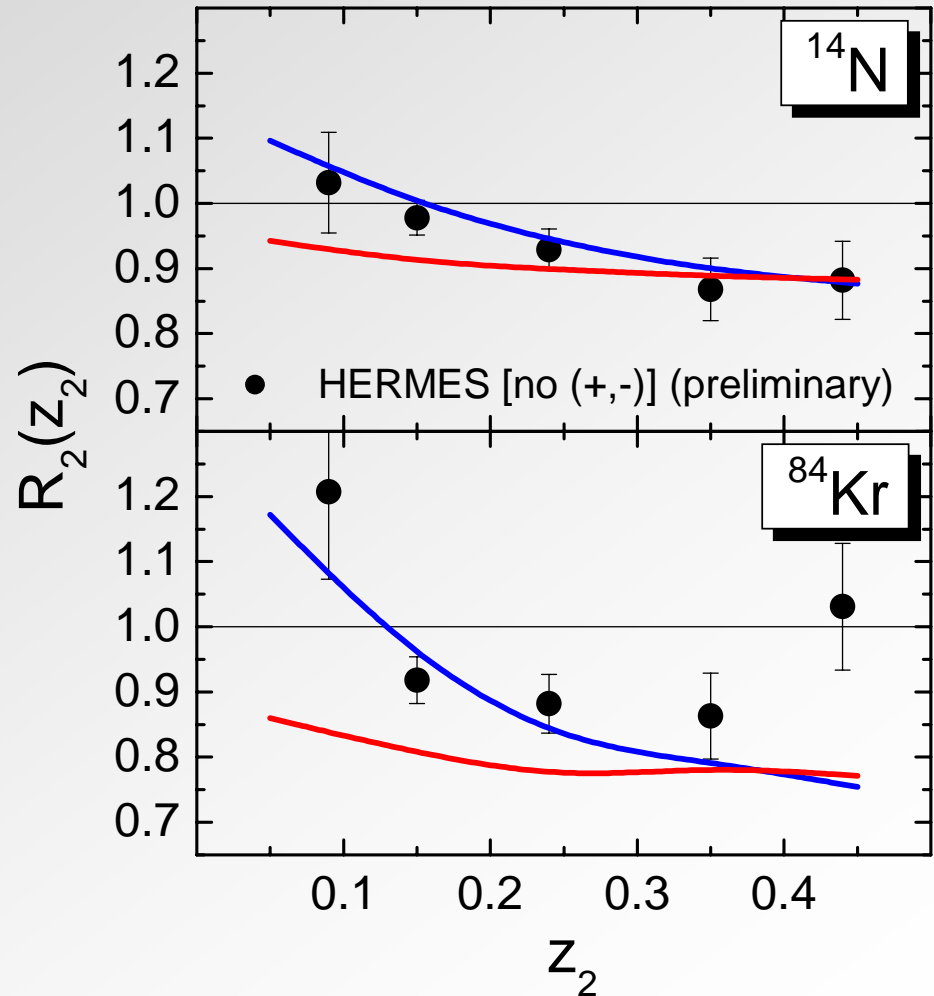 ¹⁴N
1.2
1.1
1.0
0.9
0.8
0.7
HERMES [no (+,-)] (preliminary)
R₂(z₂)
⁸⁴Kr
1.2
1.1
1.0
0.9
0.8
0.7
0.1 0.2 0.3 0.4
z₂